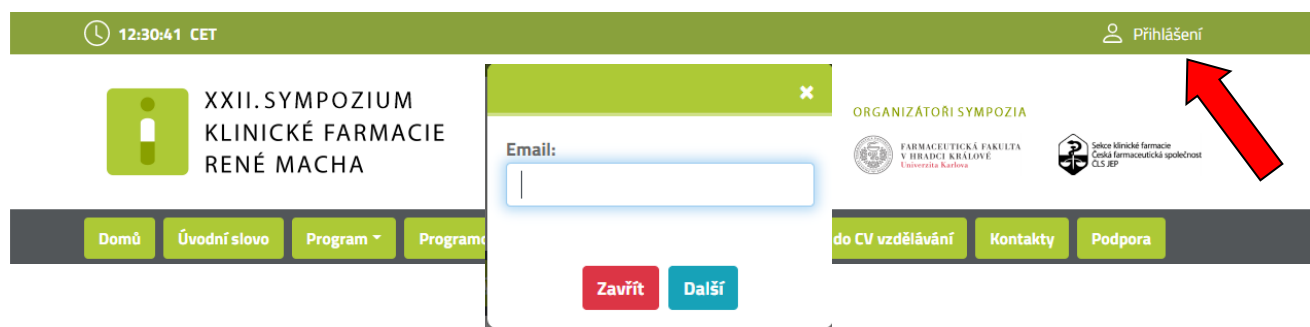 12:30:41 CET
Přihlášení
XXII. SYMPOZIUM
KLINICKÉ FARMACIE
RENÉ MACHA
×
Email:
ORGANIZÁTOŘI SYMPOZIA
FARMACEUTICKÁ FAKULTA
V HRADCI KRÁLOVÉ
Univerzita Karlova
Sekce klinické farmacie
Česká farmaceutická společnost
ČLS JEP
Domů
Úvodní slovo
Program
do CV vzdělávání
Kontakty
Podpora
Zavřít
Další